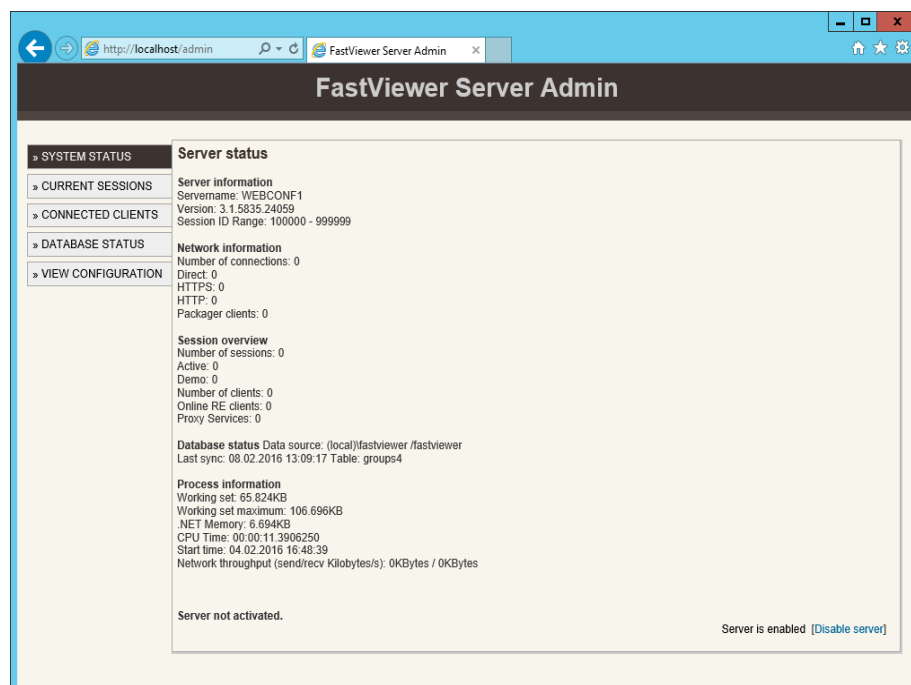 http://localhost/admin
FastViewer Server Admin
FastViewer Server Admin
» SYSTEM STATUS
» CURRENT SESSIONS
» CONNECTED CLIENTS
» DATABASE STATUS
» VIEW CONFIGURATION
Server status
Server information
Servername: WEBCONF1
Version: 3.1.5835.24059
Session ID Range: 100000 - 999999
Network information
Number of connections: 0
Direct: 0
HTTPS: 0
HTTP: 0
Packager clients: 0
Session overview
Number of sessions: 0
Active: 0
Demo: 0
Number of clients: 0
Online RE clients: 0
Proxy Services: 0
Database status Data source: (local)\fastviewer /fastviewer
Last sync: 08.02.2016 13:09:17 Table: groups4
Process information
Working set: 65.824KB
Working set maximum: 106.696KB
.NET Memory: 6.694KB
CPU Time: 00:00:11.3906250
Start time: 04.02.2016 16:48:39
Network throughput (send/recv Kilobytes/s): 0KBytes / 0KBytes
Server not activated.
Server is enabled [Disable server]